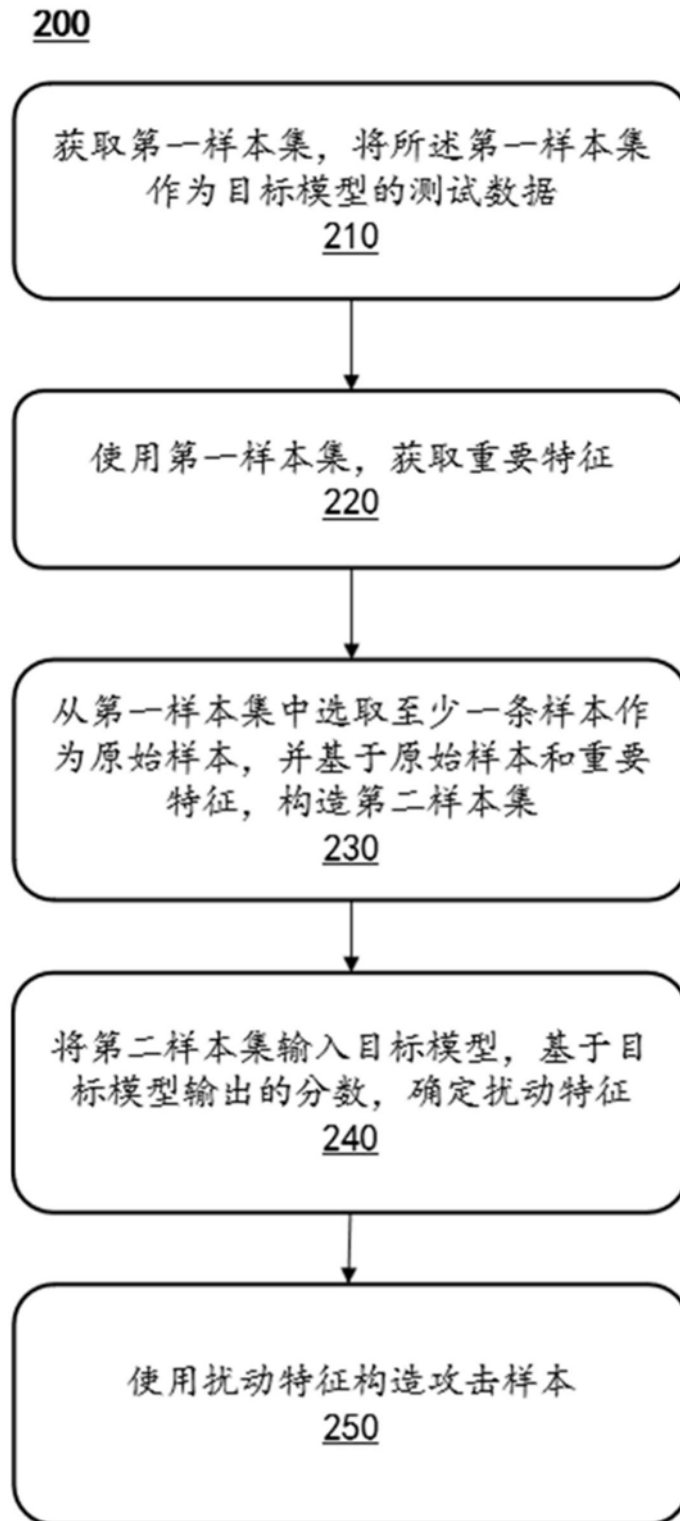 200
获取第一样本集，将所述第一样本集
作为目标模型的测试数据
210
使用第一样本集，获取重要特征
220
从第一样本集中选取至少一条样本作
为原始样本，并基于原始样本和重要
特征，构造第二样本集
230
将第二样本集输入目标模型，基于目
标模型输出的分数，确定扰动特征
240
使用扰动特征构造攻击样本
250